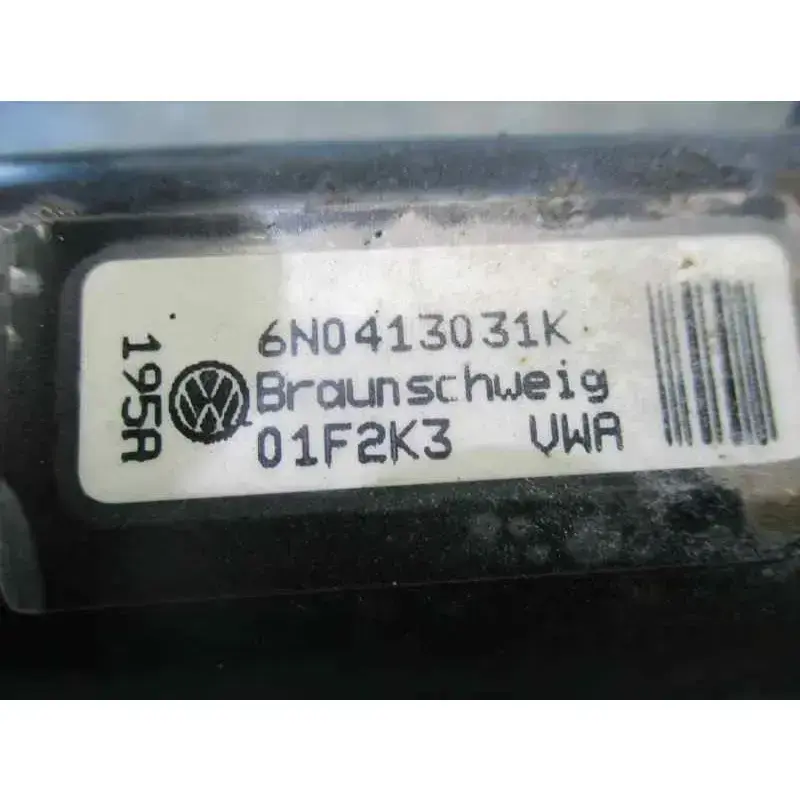 195A
6N0413031K
Braunschweig
01F2K3 VWA